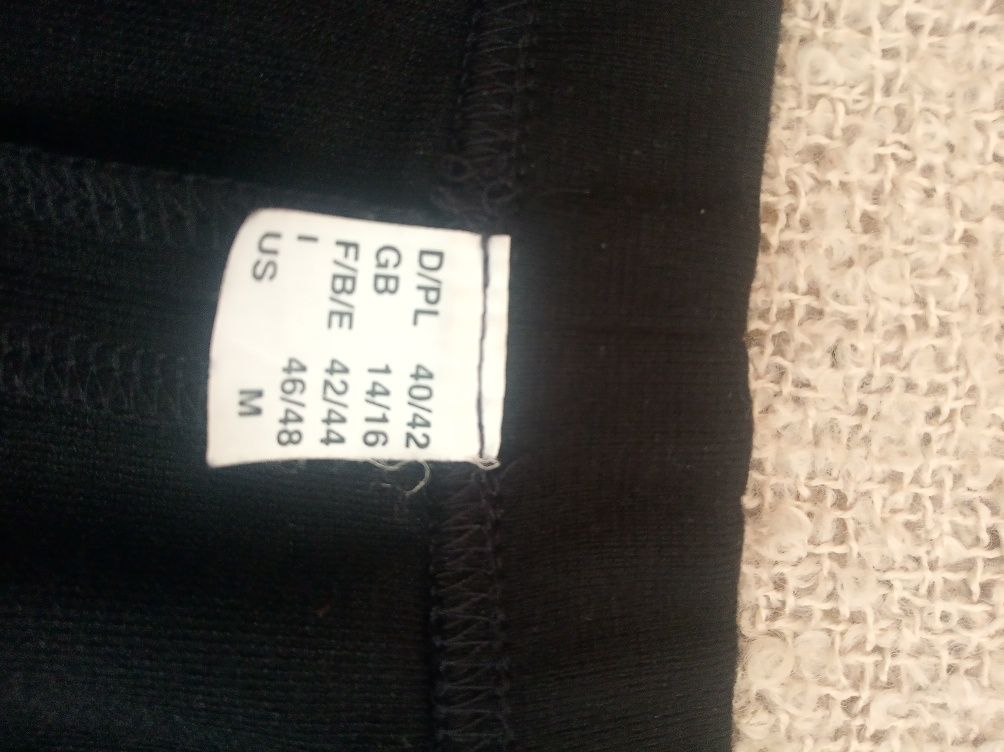 D/PL 40/42
GB 14/16
F/B/E 42/44
I 46/48
US M